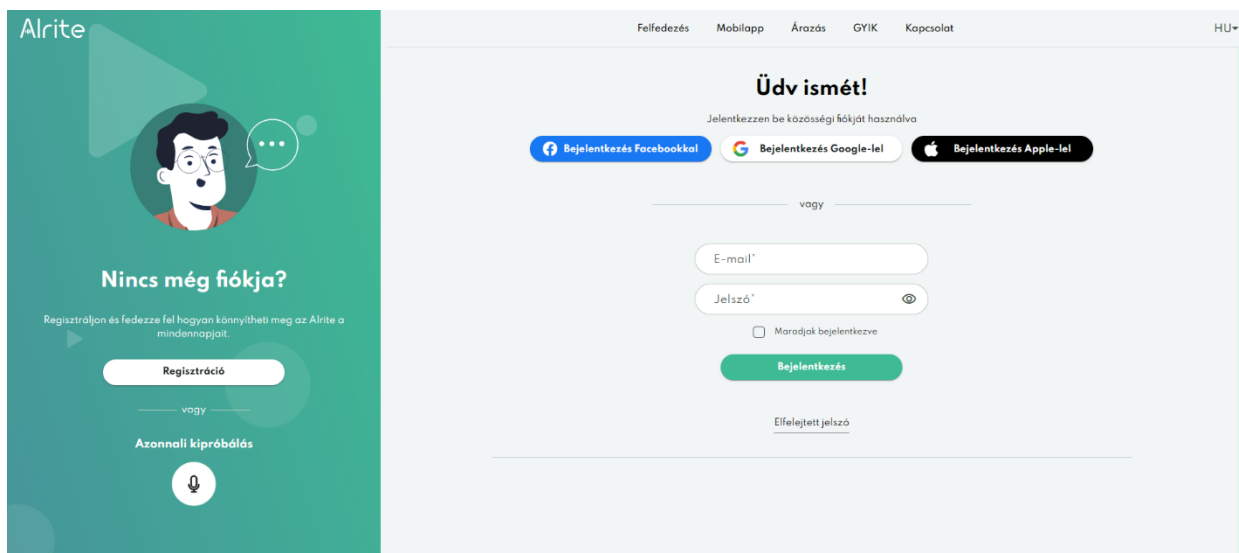 Alrite
Felfedezés Mobilapp Árazás GYIK Kapcsolat HU
Nincs még fiókja?
Regisztráljon és fedezze fel hogyan könnyítheti meg az Alrite a
mindennapjait.
Regisztráció
vagy
Azonnali kipróbálás
Üdv ismét!
Jelentkezzen be közösségi fiókját használva
Bejelentkezés Facebookkal Bejelentkezés Google-lel Bejelentkezés Apple-lel
vagy
E-mail*
Jelszó*
Maradjak bejelentkezve
Bejelentkezés
Elfelejtett jelszó